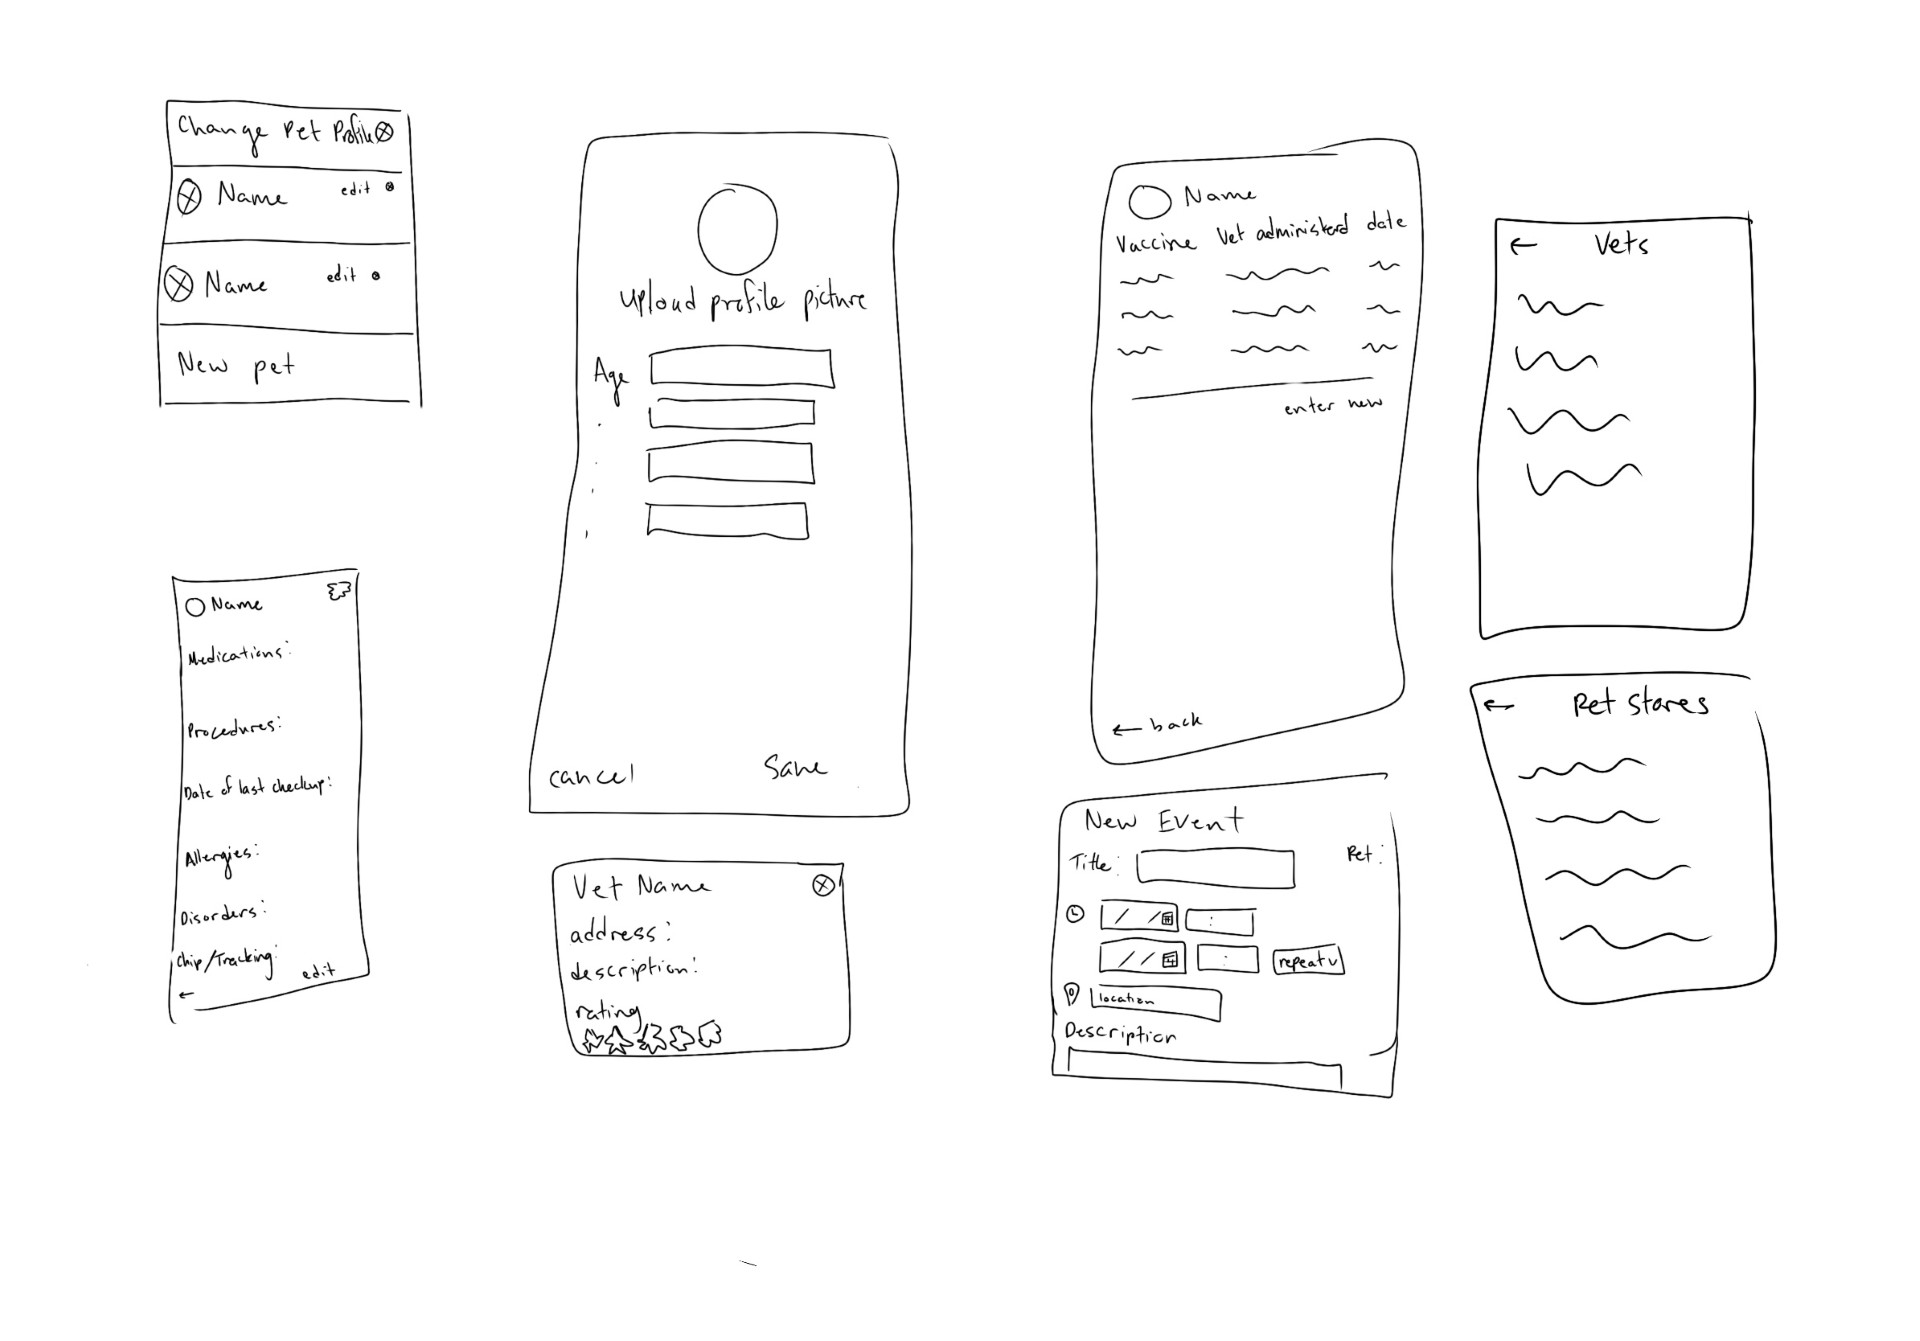 Change Pet Profile
Name edit
Name edit
New pet
Name
Medications:
Procedures:
Date of last checkup:
Allergies:
Disorders:
Chip/Tracking:
edit
←
upload profile picture
Age
cancel Save
Vet Name
address:
description:
rating
Name
Vaccine Vet administerd date
enter new
← back
New Event
Title: Pet:
/ / :
/ / : repeat v
location
Description
← Vets
← Pet Stores